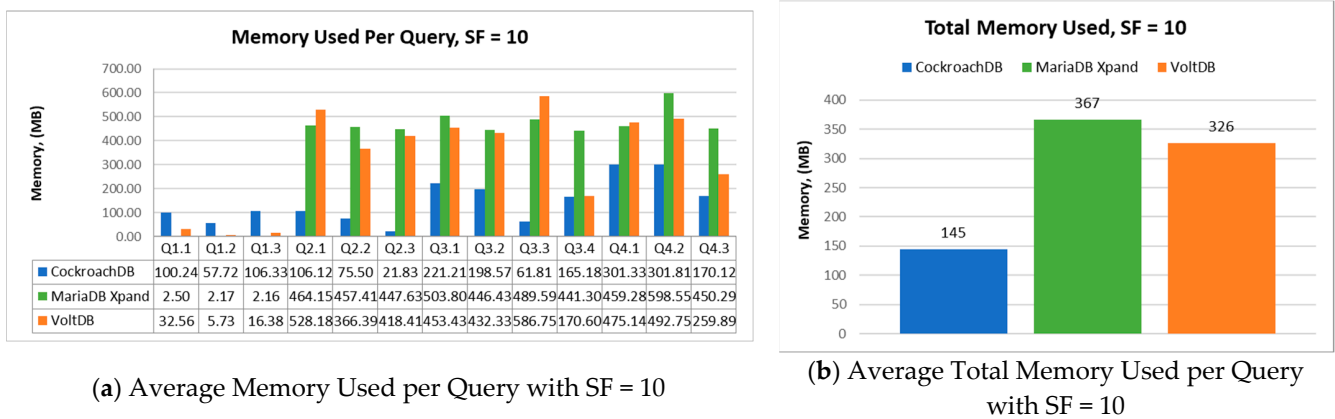 Memory Used Per Query, SF = 10
700.00
600.00
500.00
400.00
300.00
200.00
100.00
0.00
Memory, (MB)
Q1.1 Q1.2 Q1.3 Q2.1 Q2.2 Q2.3 Q3.1 Q3.2 Q3.3 Q3.4 Q4.1 Q4.2 Q4.3
CockroachDB 100.24 57.72 106.33 106.12 75.50 21.83 221.21 198.57 61.81 165.18 301.33 301.81 170.12
MariaDB Xpand 2.50 2.17 2.16 464.15 457.41 447.63 503.80 446.43 489.59 441.30 459.28 598.55 450.29
VoltDB 32.56 5.73 16.38 528.18 366.39 418.41 453.43 432.33 586.75 170.60 475.14 492.75 259.89
(a) Average Memory Used per Query with SF = 10
Total Memory Used, SF = 10
CockroachDB MariaDB Xpand VoltDB
400
350
300
250
200
150
100
50
0
Memory, (MB)
145
367
326
(b) Average Total Memory Used per Query
with SF = 10